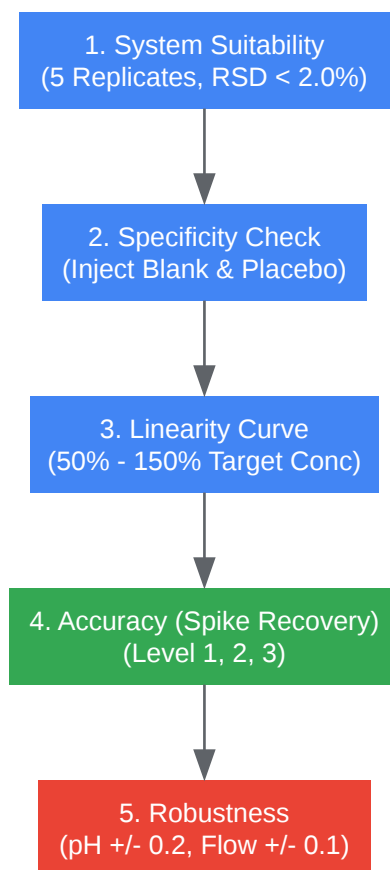 1. System Suitability
(5 Replicates, RSD < 2.0%)
2. Specificity Check
(Inject Blank & Placebo)
3. Linearity Curve
(50% - 150% Target Conc)
4. Accuracy (Spike Recovery)
(Level 1, 2, 3)
5. Robustness
(pH +/- 0.2, Flow +/- 0.1)